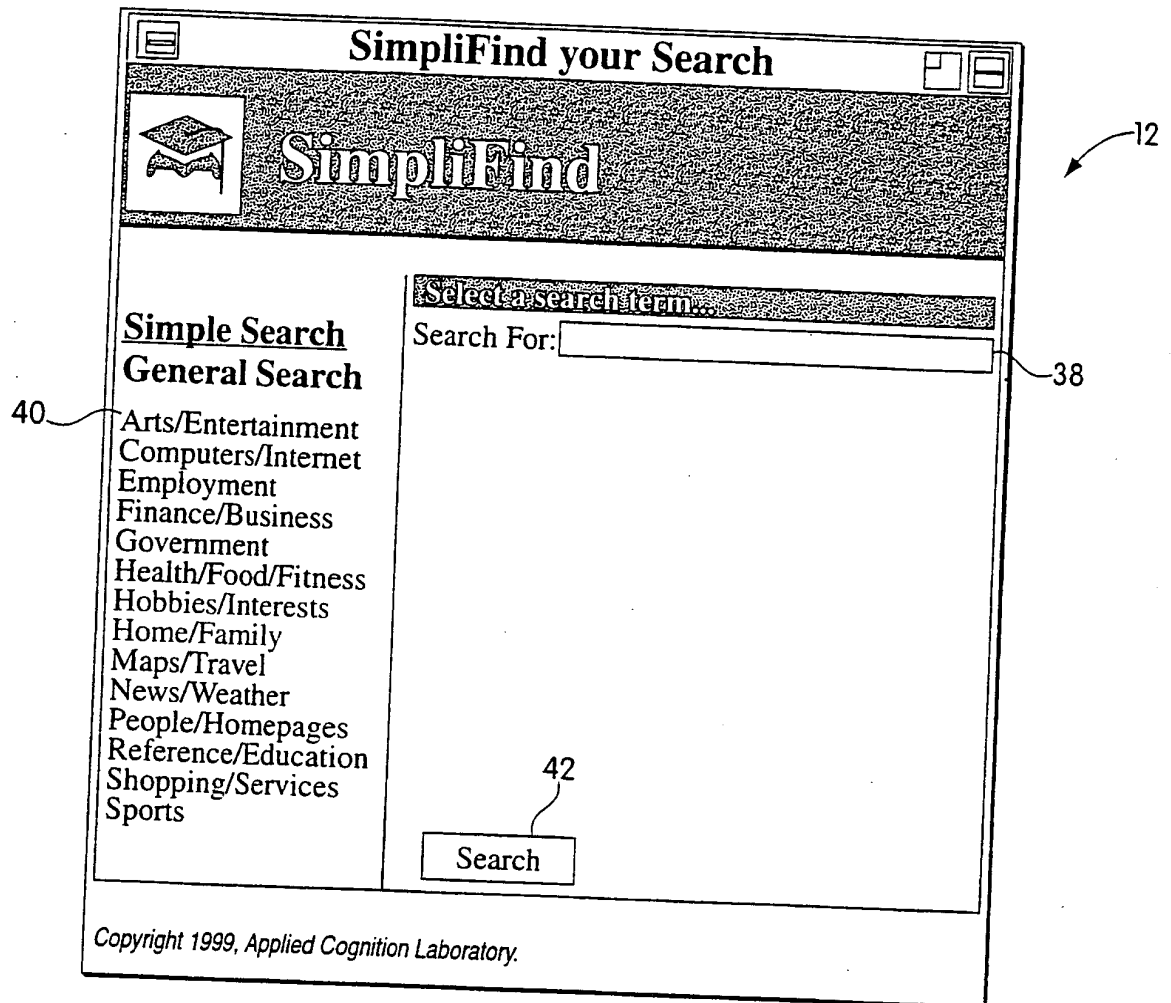 SimpliFind your Search
SimpliFind
12
Select a search term...
Search For:
38
Simple Search
General Search
40
Arts/Entertainment
Computers/Internet
Employment
Finance/Business
Government
Health/Food/Fitness
Hobbies/Interests
Home/Family
Maps/Travel
News/Weather
People/Homepages
Reference/Education
Shopping/Services
Sports
42
Search
Copyright 1999, Applied Cognition Laboratory.